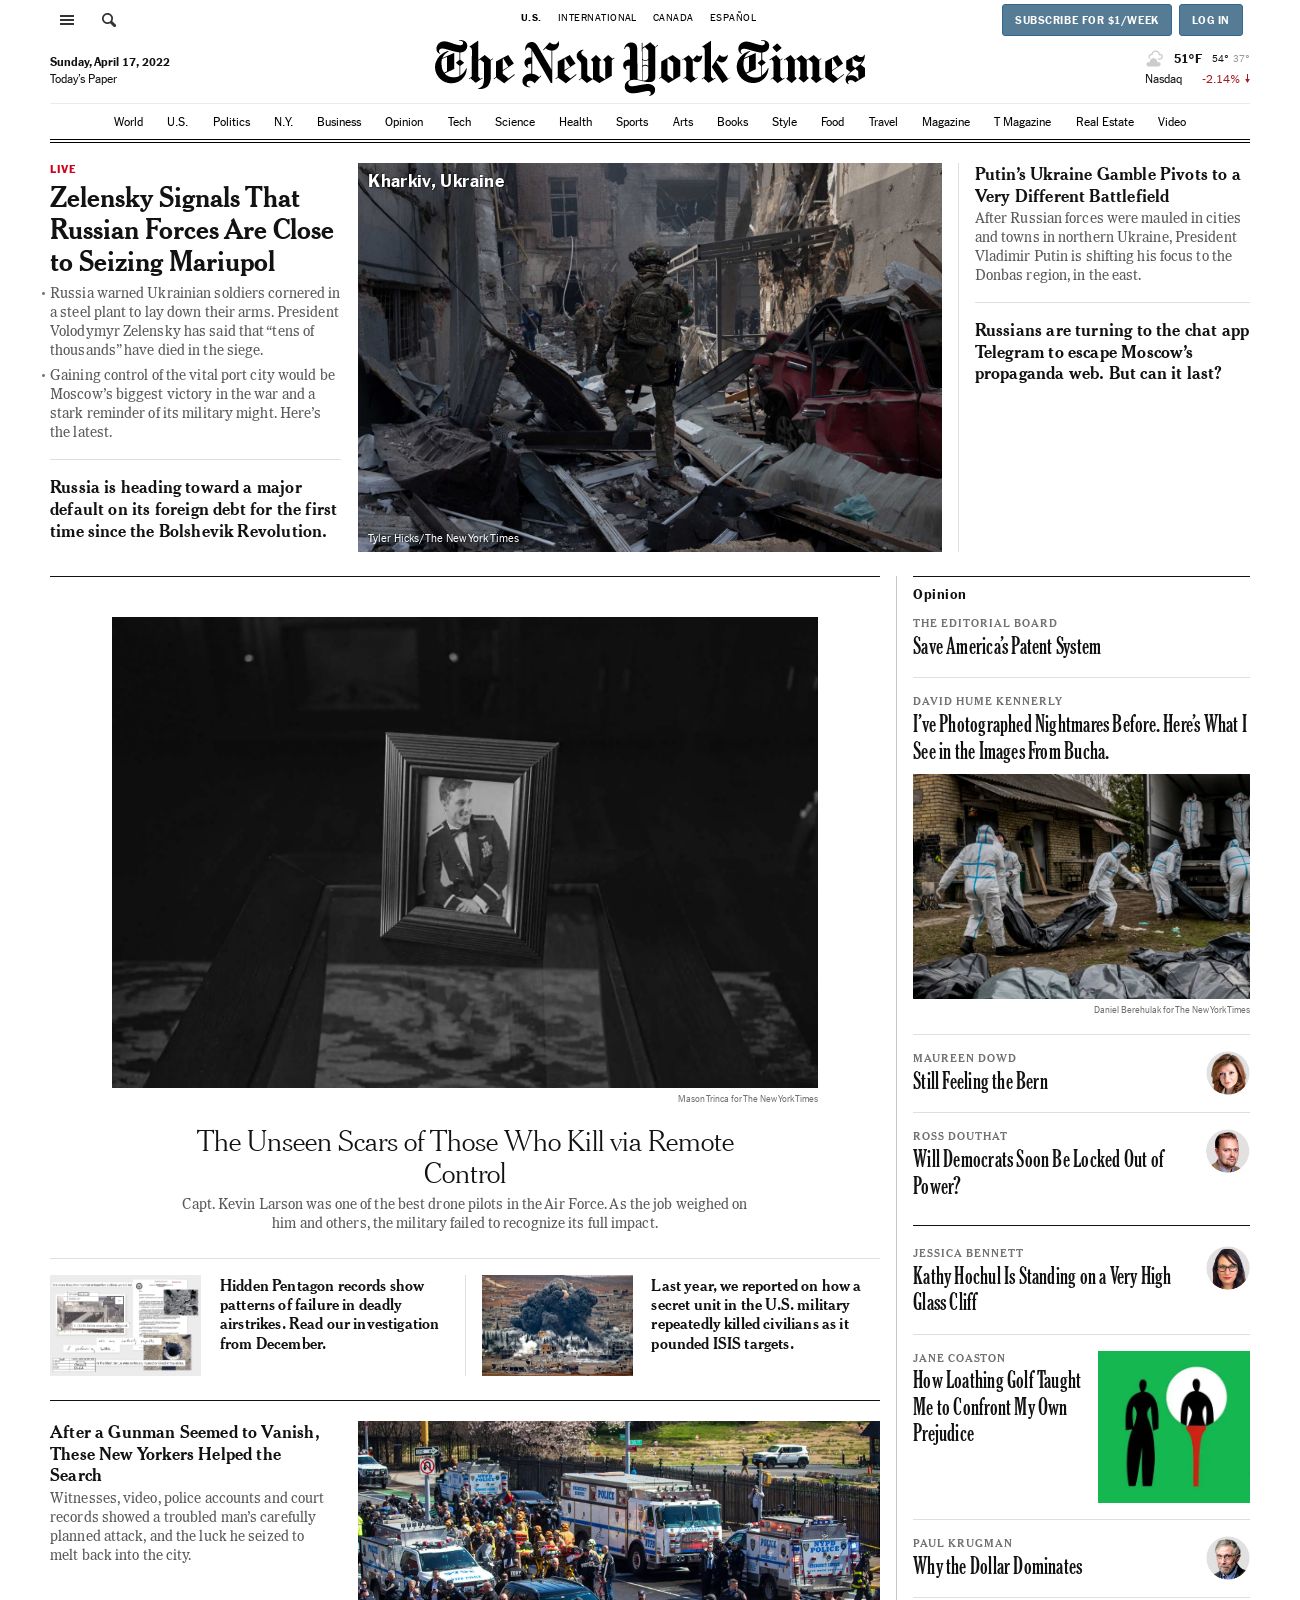 U.S. INTERNATIONAL CANADA ESPAÑOL
SUBSCRIBE FOR $1/WEEK LOG IN
Sunday, April 17, 2022
Today's Paper
The New York Times
51°F 54° 37°
Nasdaq -2.14%
World U.S. Politics N.Y. Business Opinion Tech Science Health Sports Arts Books Style Food Travel Magazine T Magazine Real Estate Video
LIVE
Zelensky Signals That
Russian Forces Are Close
to Seizing Mariupol
• Russia warned Ukrainian soldiers cornered in
a steel plant to lay down their arms. President
Volodymyr Zelensky has said that “tens of
thousands” have died in the siege.
• Gaining control of the vital port city would be
Moscow’s biggest victory in the war and a
stark reminder of its military might. Here’s
the latest.
Russia is heading toward a major
default on its foreign debt for the first
time since the Bolshevik Revolution.
Kharkiv, Ukraine
Tyler Hicks/The New York Times
Putin’s Ukraine Gamble Pivots to a
Very Different Battlefield
After Russian forces were mauled in cities
and towns in northern Ukraine, President
Vladimir Putin is shifting his focus to the
Donbas region, in the east.
Russians are turning to the chat app
Telegram to escape Moscow’s
propaganda web. But can it last?
Mason Trinca for The New York Times
The Unseen Scars of Those Who Kill via Remote
Control
Capt. Kevin Larson was one of the best drone pilots in the Air Force. As the job weighed on
him and others, the military failed to recognize its full impact.
Hidden Pentagon records show
patterns of failure in deadly
airstrikes. Read our investigation
from December.
Last year, we reported on how a
secret unit in the U.S. military
repeatedly killed civilians as it
pounded ISIS targets.
After a Gunman Seemed to Vanish,
These New Yorkers Helped the
Search
Witnesses, video, police accounts and court
records showed a troubled man’s carefully
planned attack, and the luck he seized to
melt back into the city.
NYPD
POLICE
POLICE
NYPD
POLICE
Opinion
THE EDITORIAL BOARD
Save America’s Patent System
DAVID HUME KENNERLY
I’ve Photographed Nightmares Before. Here’s What I
See in the Images From Bucha.
Daniel Berehulak for The New York Times
MAUREEN DOWD
Still Feeling the Bern
ROSS DOUTHAT
Will Democrats Soon Be Locked Out of
Power?
JESSICA BENNETT
Kathy Hochul Is Standing on a Very High
Glass Cliff
JANE COASTON
How Loathing Golf Taught
Me to Confront My Own
Prejudice
PAUL KRUGMAN
Why the Dollar Dominates